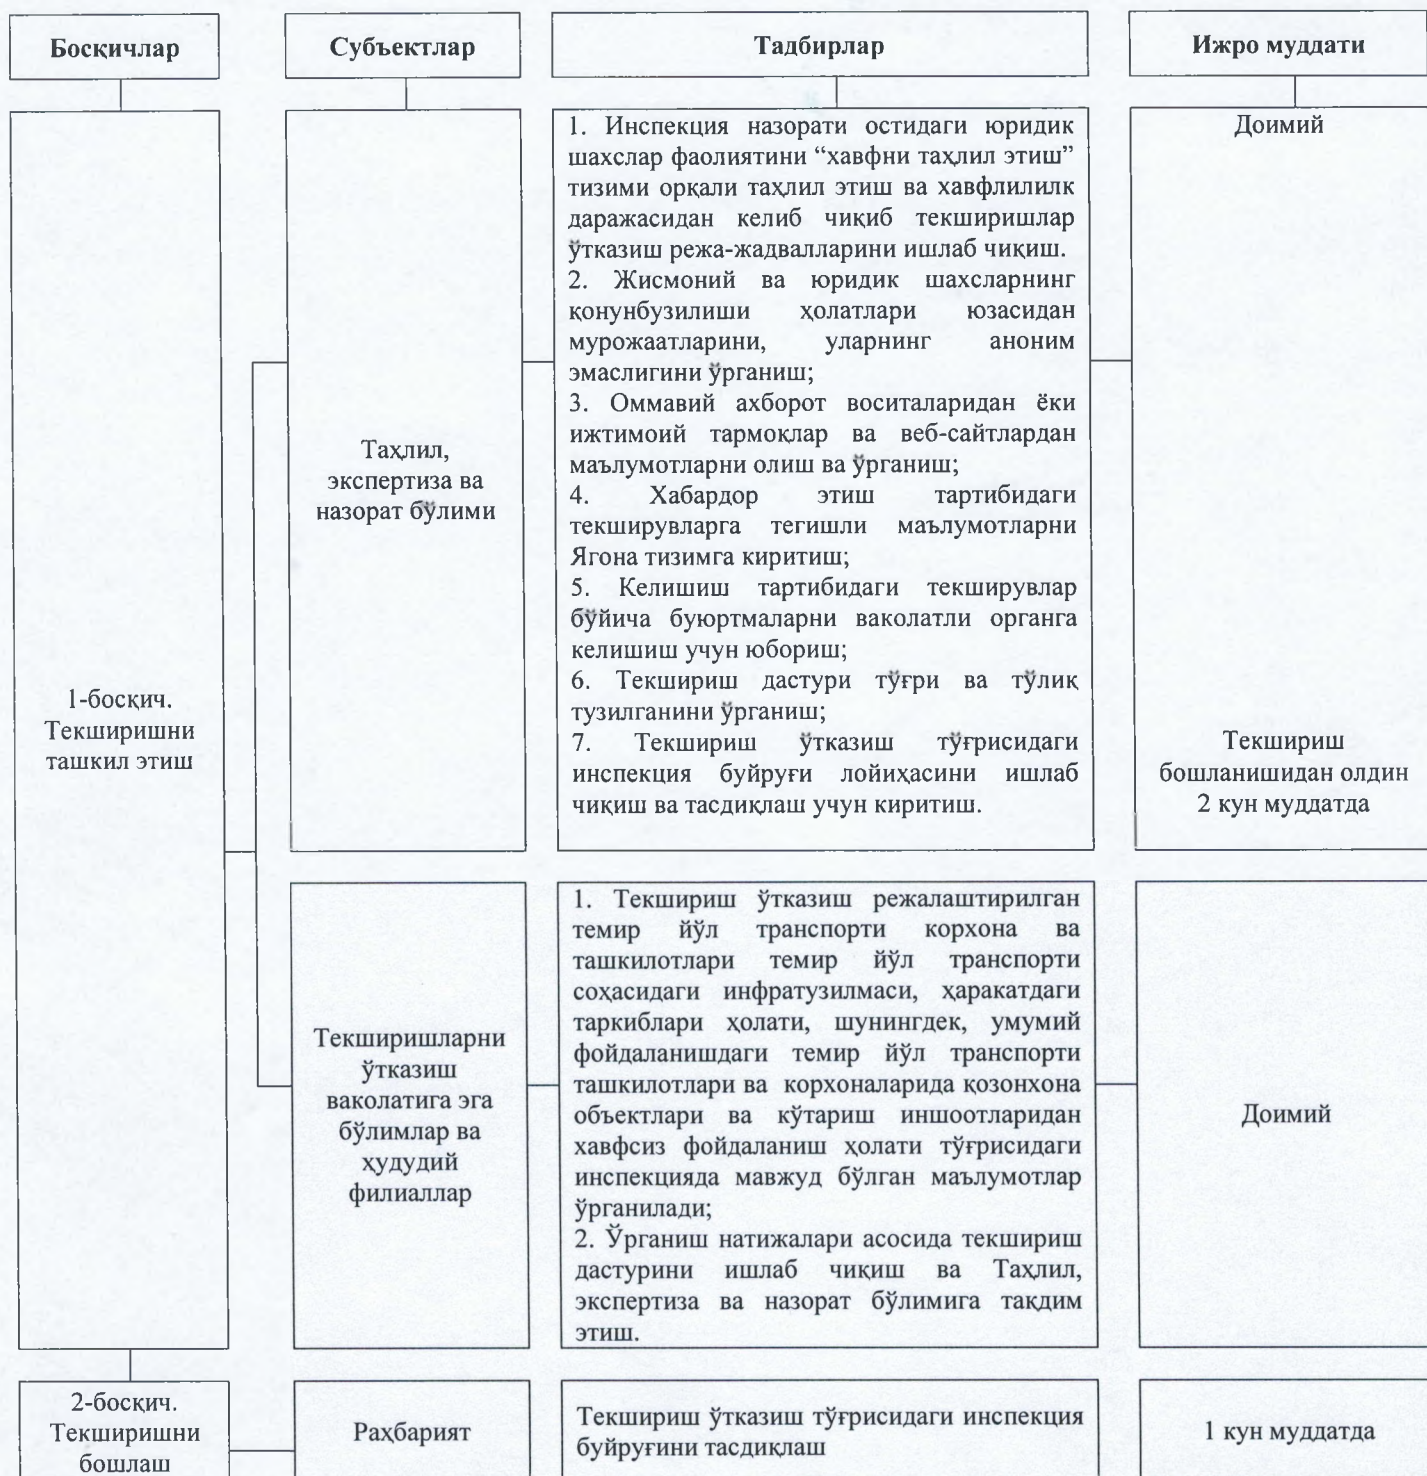 Босқичлар
Субъектлар
Тадбирлар
Ижро муддати
1-босқич.
Текширишни
ташкил этиш
Таҳлил,
экспертиза ва
назорат бўлими
1. Инспекция назорати остидаги юридик
шахслар фаолиятини “хавфни таҳлил этиш”
тизими орқали таҳлил этиш ва хавфлилилк
даражасидан келиб чиқиб текширишлар
ўтказиш режа-жадвалларини ишлаб чиқиш.
2. Жисмоний ва юридик шахсларнинг
қонунбузилиши ҳолатлари юзасидан
мурожаатларини, уларнинг аноним
эмаслигини ўрганиш;
3. Оммавий ахборот воситаларидан ёки
ижтимоий тармоқлар ва веб-сайтлардан
маълумотларни олиш ва ўрганиш;
4. Хабардор этиш тартибидаги
текширувларга тегишли маълумотларни
Ягона тизимга киритиш;
5. Келишиш тартибидаги текширувлар
бўйича буюртмаларни ваколатли органга
келишиш учун юбориш;
6. Текшириш дастури тўғри ва тўлиқ
тузилганини ўрганиш;
7. Текшириш ўтказиш тўғрисидаги
инспекция буйруғи лойиҳасини ишлаб
чиқиш ва тасдиқлаш учун киритиш.
Доимий
Текшириш
бошланишидан олдин
2 кун муддатда
Текширишларни
ўтказиш
ваколатига эга
бўлимлар ва
ҳудудий
филиаллар
1. Текшириш ўтказиш режалаштирилган
темир йўл транспорти корхона ва
ташкилотлари темир йўл транспорти
соҳасидаги инфратузилмаси, ҳаракатдаги
таркиблари ҳолати, шунингдек, умумий
фойдаланишдаги темир йўл транспорти
ташкилотлари ва корхоналарида қозонхона
объектлари ва кўтариш иншоотларидан
хавфсиз фойдаланиш ҳолати тўғрисидаги
инспекцияда мавжуд бўлган маълумотлар
ўрганилади;
2. Ўрганиш натижалари асосида текшириш
дастурини ишлаб чиқиш ва Таҳлил,
экспертиза ва назорат бўлимига тақдим
этиш.
Доимий
2-босқич.
Текширишни
бошлаш
Раҳбарият
Текшириш ўтказиш тўғрисидаги инспекция
буйруғини тасдиқлаш
1 кун муддатда